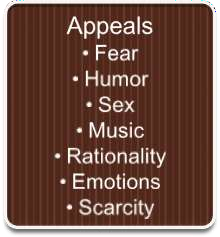 Appeals
• Fear
• Humor
• Sex
• Music
• Rationality
• Emotions
• Scarcity